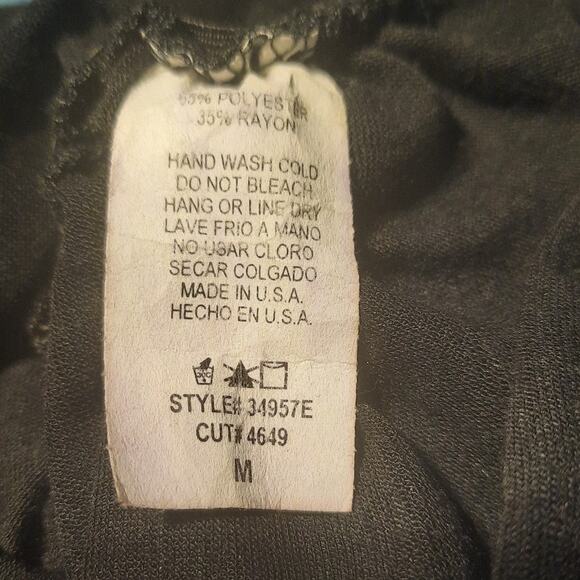 65% POLYESTER
35% RAYON
HAND WASH COLD
DO NOT BLEACH
HANG OR LINE DRY
LAVE FRIO A MANO
NO USAR CLORO
SECAR COLGADO
MADE IN U.S.A.
HECHO EN U.S.A.
STYLE# 34957E
CUT# 4649
M